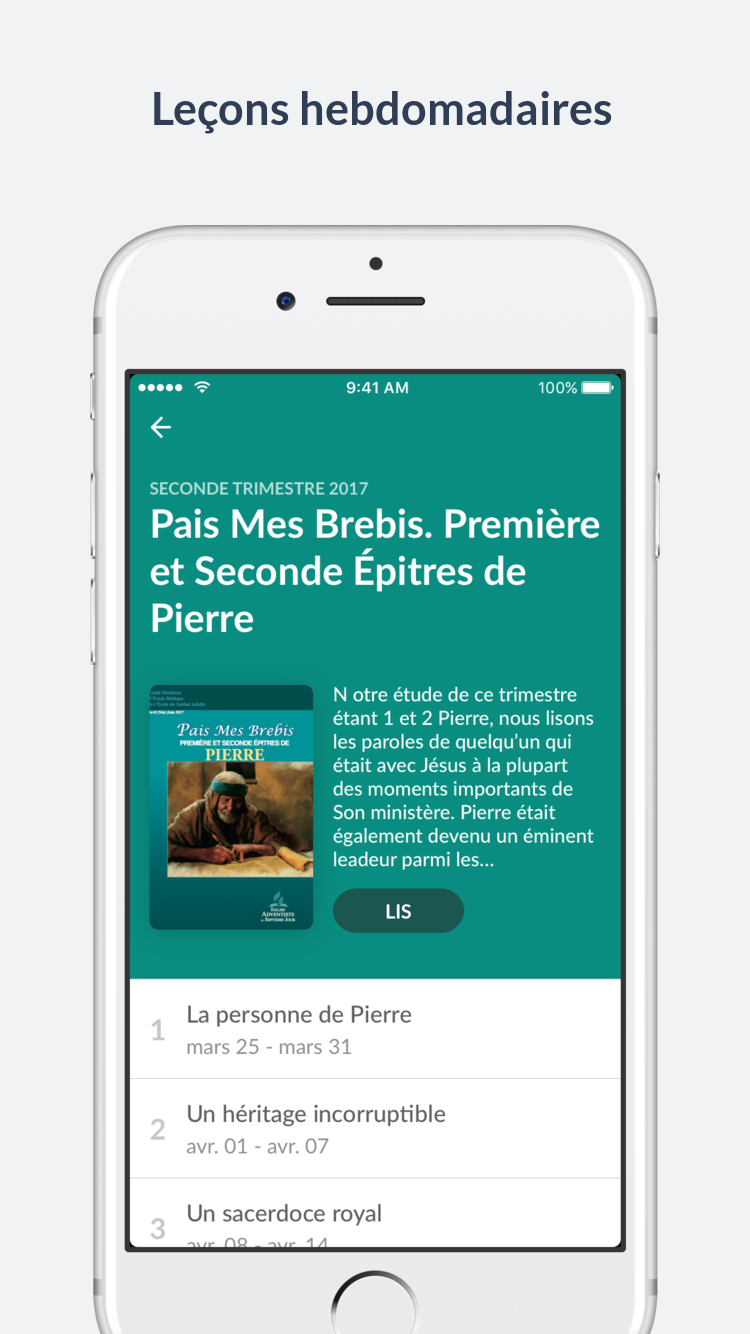 Leçons hebdomadaires
9:41 AM
100%
SECONDE TRIMESTRE 2017
Pais Mes Brebis. Première
et Seconde Épitres de
Pierre
Guide Moniteur
d'Étude Biblique
de l'École du Sabbat Adulte
Avril|Mai|Juin 2017
Pais Mes Brebis
PREMIÈRE ET SECONDE ÉPITRES DE
PIERRE
ÉGLISE
ADVENTISTE
DU SEPTIÈME JOUR
N otre étude de ce trimestre
étant 1 et 2 Pierre, nous lisons
les paroles de quelqu'un qui
était avec Jésus à la plupart
des moments importants de
Son ministère. Pierre était
également devenu un éminent
leadeur parmi les...
LIS
1
La personne de Pierre
mars 25 - mars 31
2
Un héritage incorruptible
avr. 01 - avr. 07
3
Un sacerdoce royal
avr. 08 - avr. 14